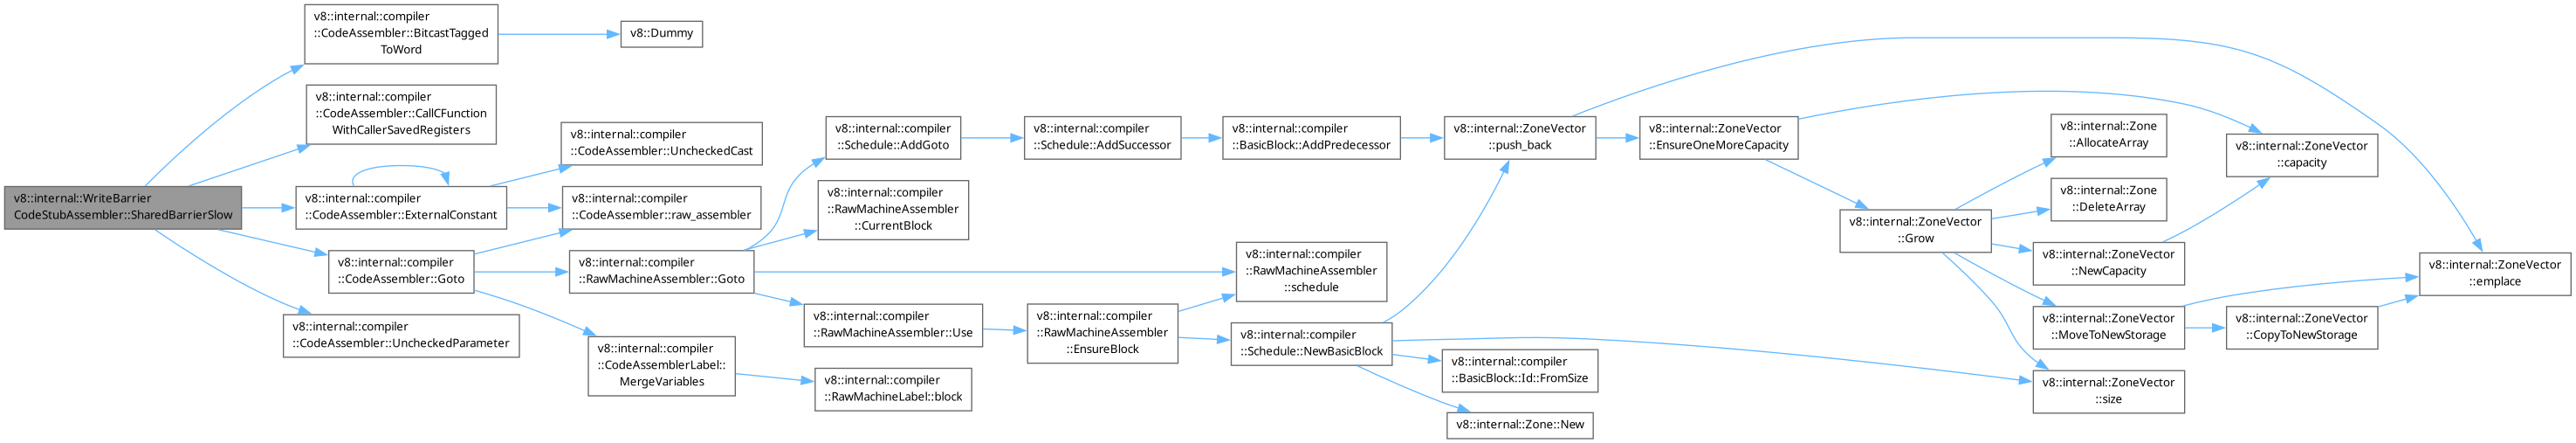 v8::internal::WriteBarrier
CodeStubAssembler::SharedBarrierSlow
v8::internal::compiler
::CodeAssembler::BitcastTagged
ToWord
v8::Dummy
v8::internal::compiler
::CodeAssembler::CallCFunction
WithCallerSavedRegisters
v8::internal::compiler
::CodeAssembler::ExternalConstant
v8::internal::compiler
::CodeAssembler::UncheckedCast
v8::internal::compiler
::CodeAssembler::raw_assembler
v8::internal::compiler
::CodeAssembler::Goto
v8::internal::compiler
::RawMachineAssembler::Goto
v8::internal::compiler
::Schedule::AddGoto
v8::internal::compiler
::Schedule::AddSuccessor
v8::internal::compiler
::BasicBlock::AddPredecessor
v8::internal::ZoneVector
::push_back
v8::internal::ZoneVector
::EnsureOneMoreCapacity
v8::internal::ZoneVector
::capacity
v8::internal::ZoneVector
::Grow
v8::internal::Zone
::AllocateArray
v8::internal::Zone
::DeleteArray
v8::internal::ZoneVector
::NewCapacity
v8::internal::ZoneVector
::MoveToNewStorage
v8::internal::ZoneVector
::CopyToNewStorage
v8::internal::ZoneVector
::emplace
v8::internal::ZoneVector
::size
v8::internal::compiler
::RawMachineAssembler
::CurrentBlock
v8::internal::compiler
::RawMachineAssembler
::schedule
v8::internal::compiler
::RawMachineAssembler::Use
v8::internal::compiler
::RawMachineAssembler
::EnsureBlock
v8::internal::compiler
::Schedule::NewBasicBlock
v8::internal::compiler
::BasicBlock::Id::FromSize
v8::internal::Zone::New
v8::internal::compiler
::CodeAssemblerLabel::
MergeVariables
v8::internal::compiler
::RawMachineLabel::block
v8::internal::compiler
::CodeAssembler::UncheckedParameter